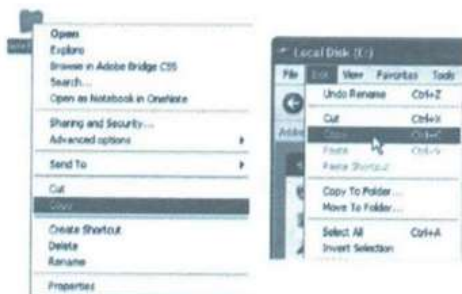 Open
Explore
Browse in Adobe Bridge CS5
Search...
Open as Notebook in OneNote
Sharing and Security...
Advanced options
Send To
Cut
Copy
Create Shortcut
Delete
Rename
Properties
Local Disk (C:)
File Edit View Favorites Tools
Undo Rename Ctrl+Z
Cut Ctrl+X
Copy Ctrl+C
Paste Ctrl+V
Paste Shortcut
Copy To Folder...
Move To Folder...
Select All Ctrl+A
Invert Selection